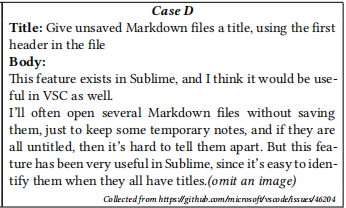 Case D
Title: Give unsaved Markdown files a title, using the first
header in the file
Body:
This feature exists in Sublime, and I think it would be use-
ful in VSC as well.
I'll often open several Markdown files without saving
them, just to keep some temporary notes, and if they are
all untitled, then it's hard to tell them apart. But this fea-
ture has been very useful in Sublime, since it's easy to iden-
tify them when they all have titles.(omit an image)
Collected from https://github.com/microsoft/vscode/issues/46204